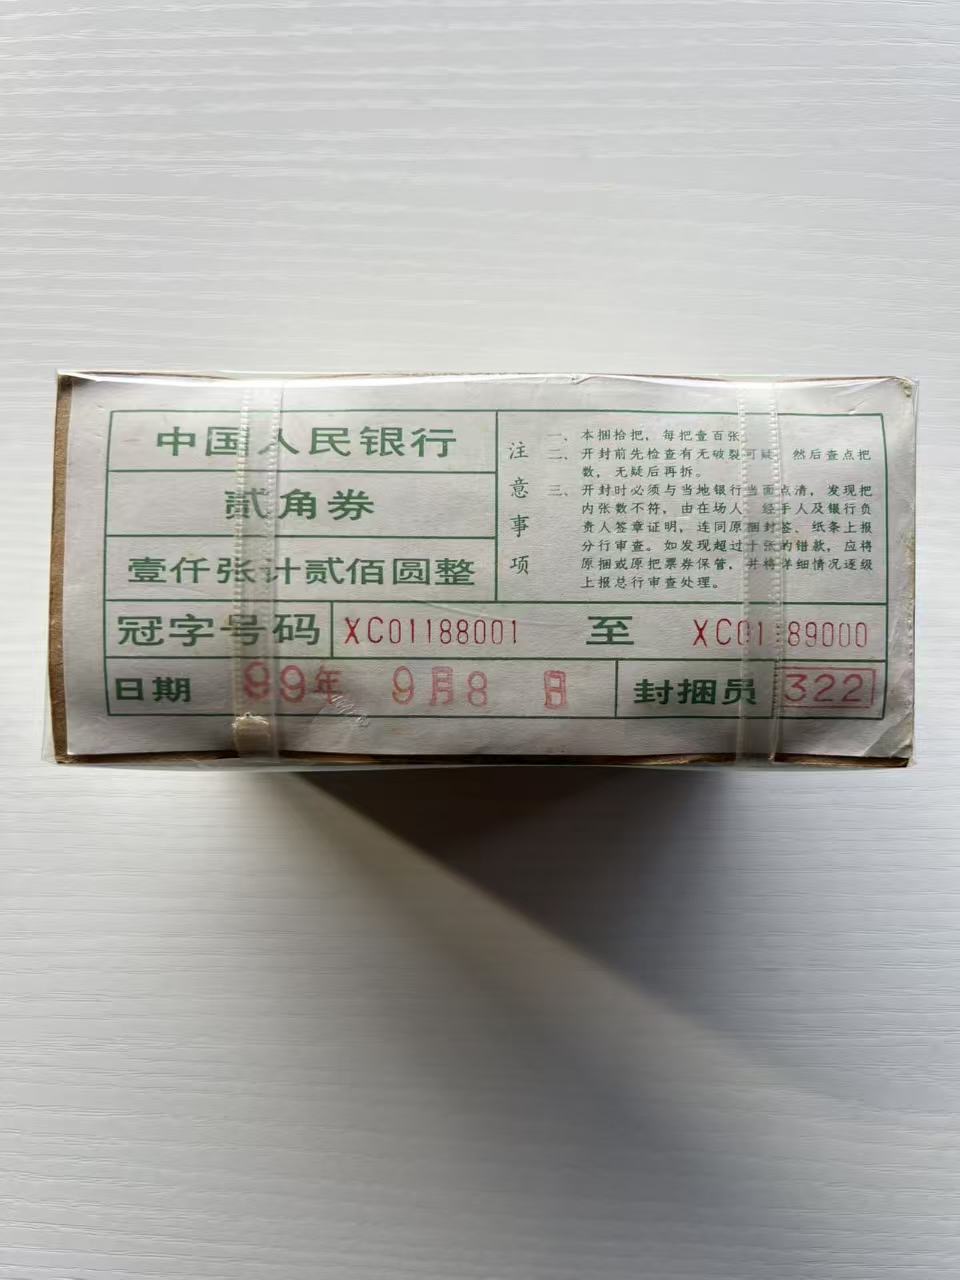 中国人民银行
贰角券
壹仟张计贰佰圆整
注意事项
一、本捆拾把，每把壹百张
二、开封前先检查有无破裂可疑，然后查点把
数，无疑后再拆。
三、开封时必须与当地银行当面点清，发现把
内张数不符，由在场人、经手人及银行负
责人签章证明，连同原捆封签、纸条上报
分行审查。如发现超过十张的错款，应将
原捆或原把票券保管，并将详细情况逐级
上报总行审查处理。
冠字号码 XC01188001 至 XC01189000
日期 99年 9月8日 封捆员 322